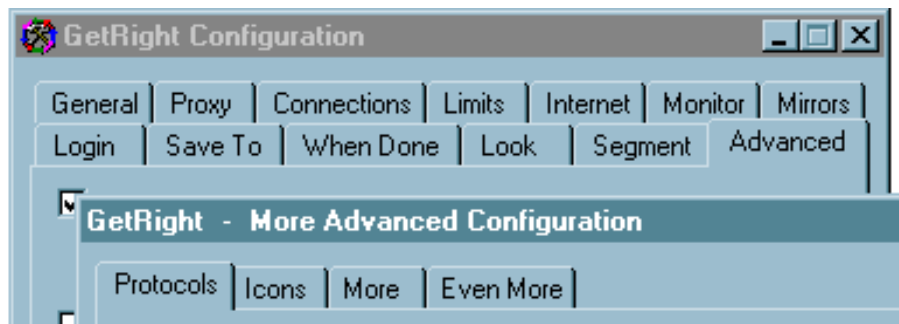 GetRight Configuration
General Proxy Connections Limits Internet Monitor Mirrors
Login Save To When Done Look Segment Advanced
GetRight - More Advanced Configuration
Protocols Icons More Even More